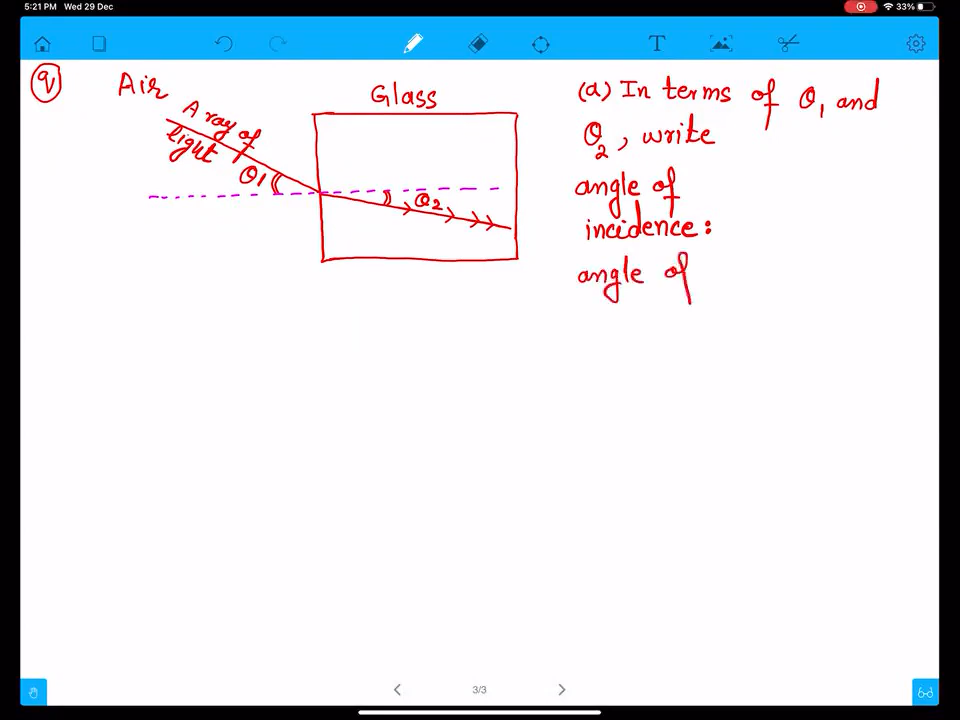 5:21 PM Wed 29 Dec
33%
T
q
Air
Glass
A ray of
light
θ1
θ2
(a) In terms of θ1 and
θ2, write
angle of
incidence:
angle of
3/3